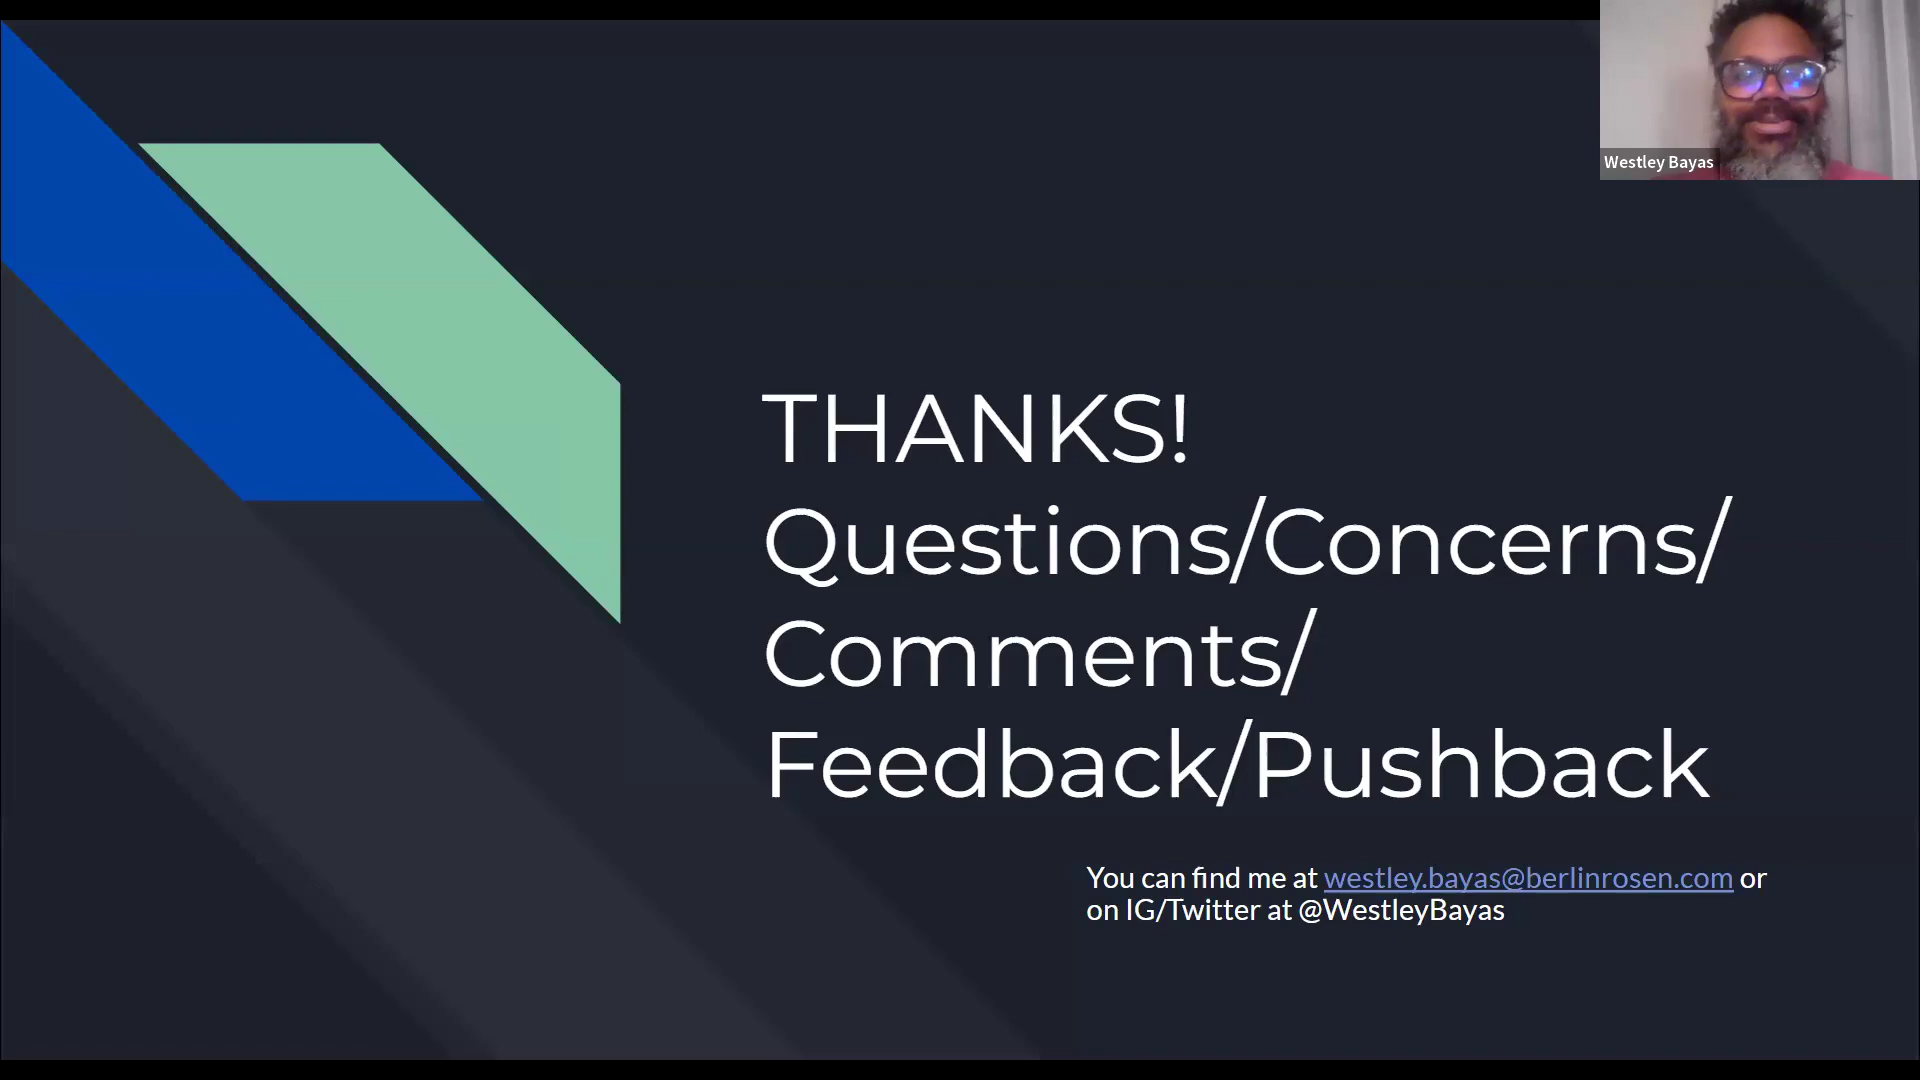 Westley Bayas
THANKS!
Questions/Concerns/
Comments/
Feedback/Pushback
You can find me at westley.bayas@berlinrosen.com or
on IG/Twitter at @WestleyBayas